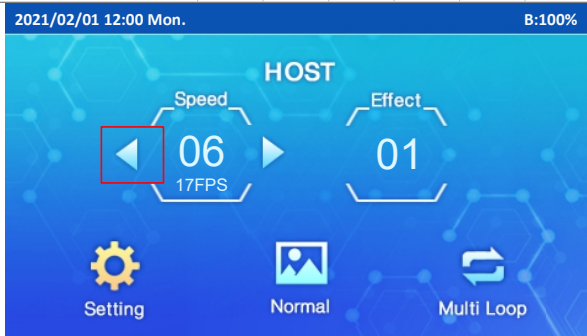 2021/02/01 12:00 Mon. B:100%
HOST
Speed Effect
06 01
17FPS
Setting Normal Multi Loop